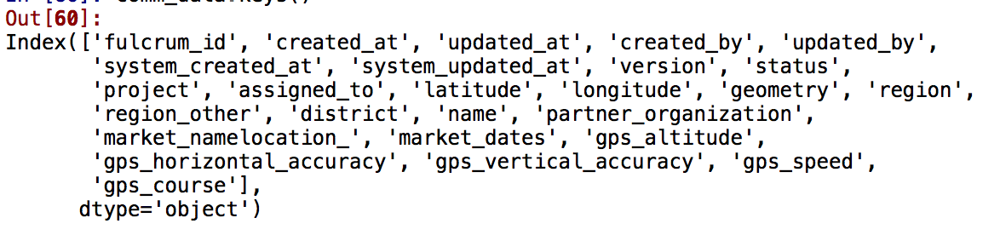 Out[60]:
Index(['fulcrum_id', 'created_at', 'updated_at', 'created_by', 'updated_by',
       'system_created_at', 'system_updated_at', 'version', 'status',
       'project', 'assigned_to', 'latitude', 'longitude', 'geometry', 'region',
       'region_other', 'district', 'name', 'partner_organization',
       'market_namelocation_', 'market_dates', 'gps_altitude',
       'gps_horizontal_accuracy', 'gps_vertical_accuracy', 'gps_speed',
       'gps_course'],
      dtype='object')